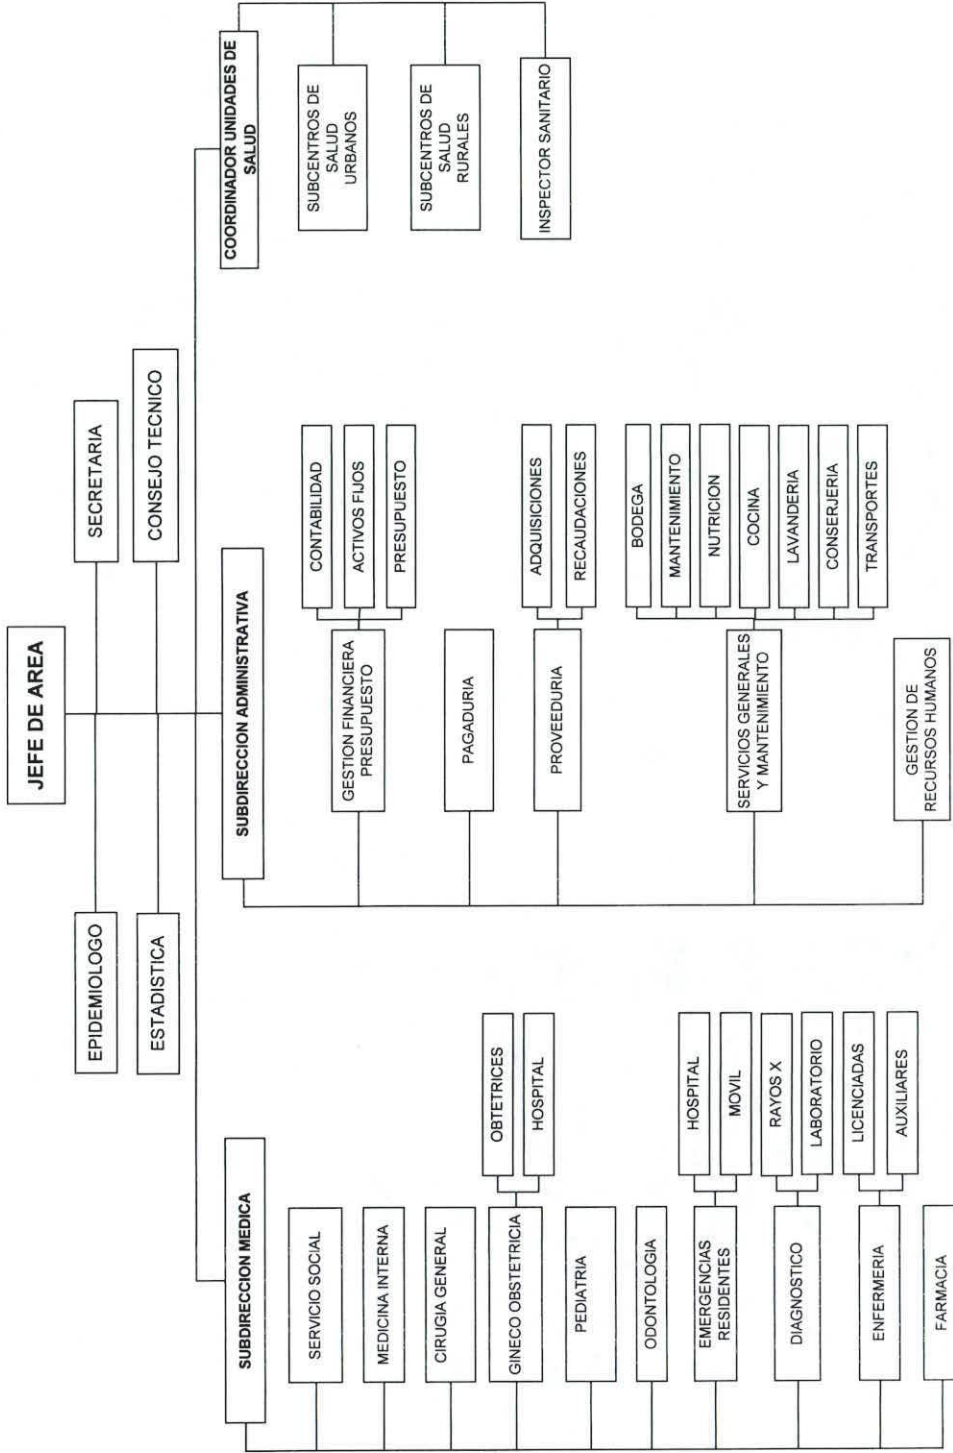 JEFE DE AREA
EPIDEMIOLOGO
SECRETARIA
ESTADISTICA
CONSEJO TECNICO
SUBDIRECCION MEDICA
SERVICIO SOCIAL
MEDICINA INTERNA
CIRUGIA GENERAL
GINECO OBSTETRICIA
OBTETRICES
HOSPITAL
PEDIATRIA
ODONTOLOGIA
EMERGENCIAS
RESIDENTES
HOSPITAL
MOVIL
DIAGNOSTICO
RAYOS X
LABORATORIO
ENFERMERIA
LICENCIADAS
AUXILIARES
FARMACIA
SUBDIRECCION ADMINISTRATIVA
GESTION FINANCIERA
PRESUPUESTO
CONTABILIDAD
ACTIVOS FIJOS
PRESUPUESTO
PAGADURIA
PROVEEDURIA
ADQUISICIONES
RECAUDACIONES
SERVICIOS GENERALES
Y MANTENIMIENTO
BODEGA
MANTENIMIENTO
NUTRICION
COCINA
LAVANDERIA
CONSERJERIA
TRANSPORTES
GESTION DE
RECURSOS HUMANOS
COORDINADOR UNIDADES DE
SALUD
SUBCENTROS DE
SALUD
URBANOS
SUBCENTROS DE
SALUD
RURALES
INSPECTOR SANITARIO